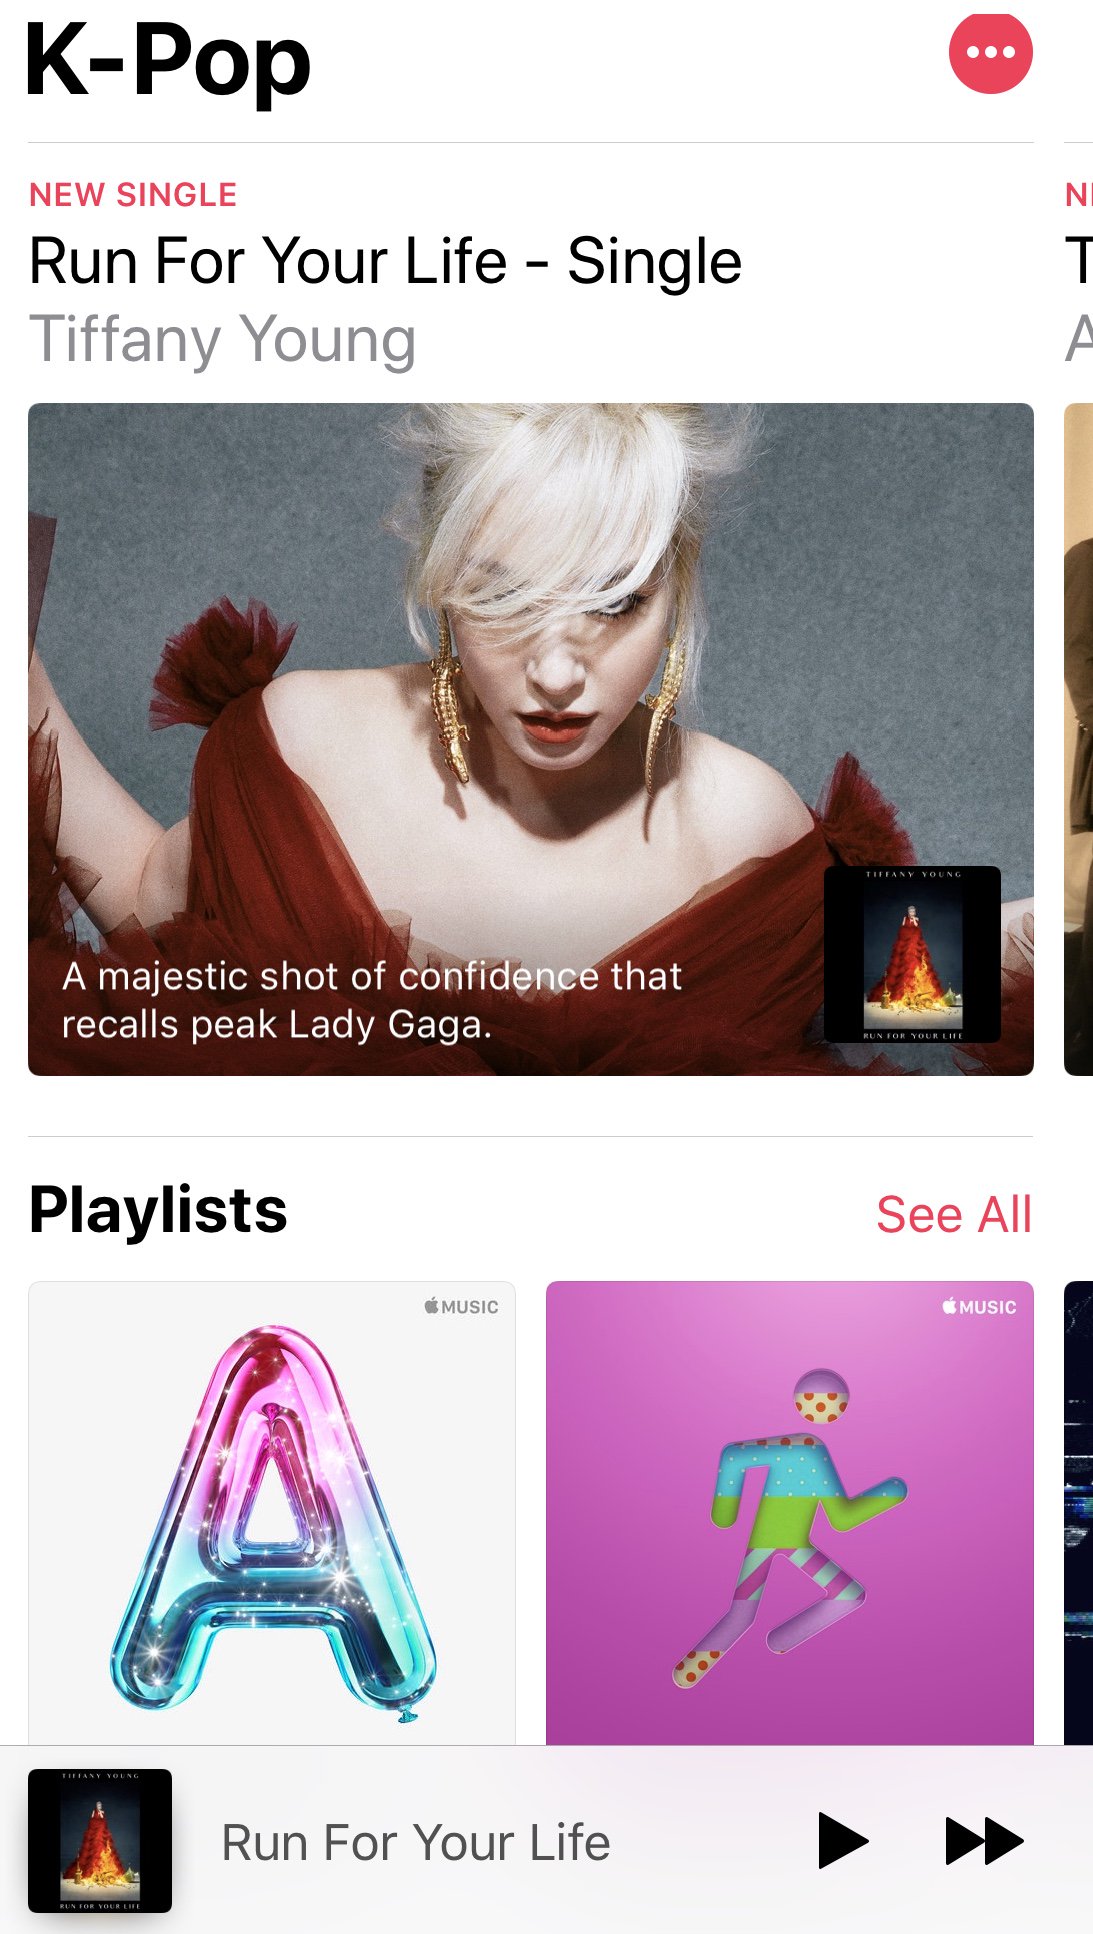 K-Pop
NEW SINGLE
Run For Your Life - Single
Tiffany Young
TIFFANY YOUNG
RUN FOR YOUR LIFE
A majestic shot of confidence that
recalls peak Lady Gaga.
Playlists
See All
MUSIC
A
MUSIC
TIFFANY YOUNG
RUN FOR YOUR LIFE
Run For Your Life